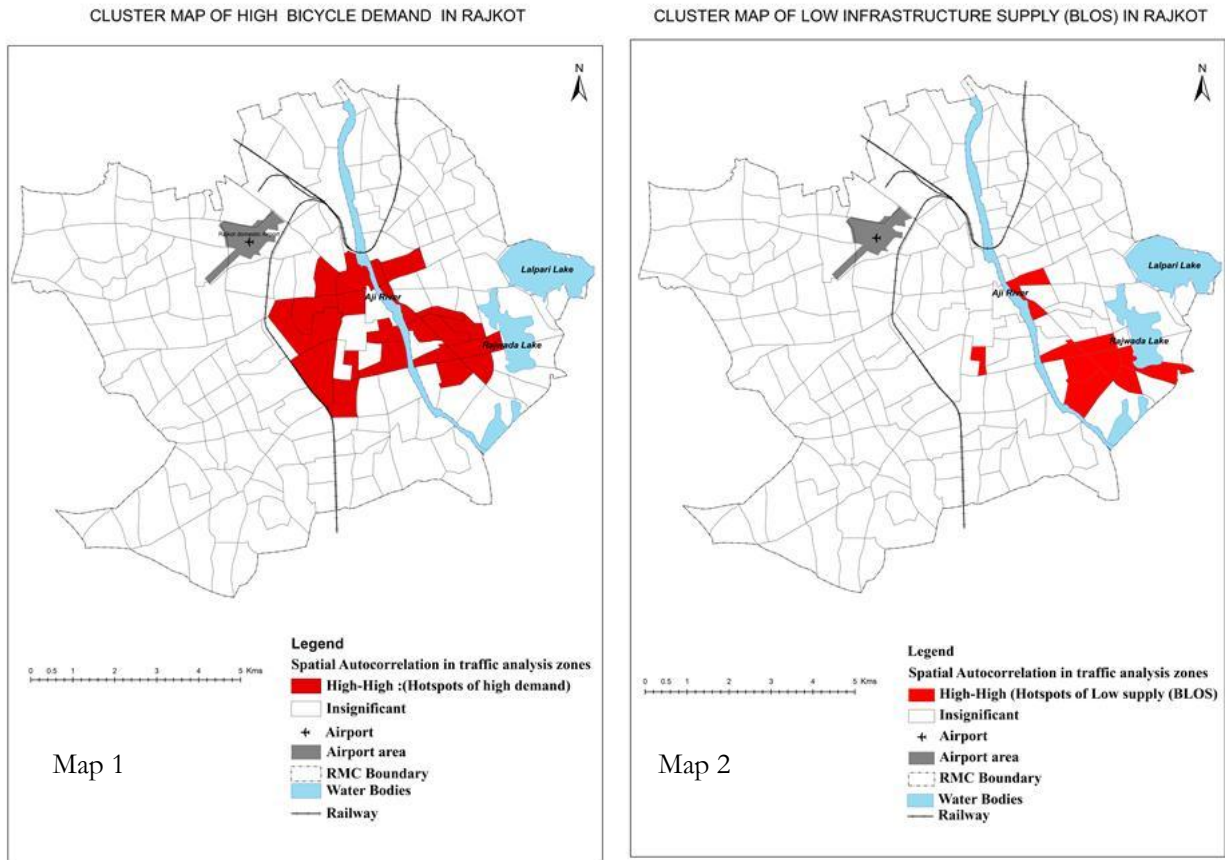 CLUSTER MAP OF HIGH BICYCLE DEMAND IN RAJKOT
N
Rajkot domestic Airport
Lalpari Lake
Aji River
Rajwada Lake
0 0.5 1 2 3 4 5 Kms
Legend
Spatial Autocorrelation in traffic analysis zones
High-High :(Hotspots of high demand)
Insignificant
Airport
Airport area
RMC Boundary
Water Bodies
Railway
Map 1
CLUSTER MAP OF LOW INFRASTRUCTURE SUPPLY (BLOS) IN RAJKOT
N
Lalpari Lake
Aji River
Rajwada Lake
0 0.5 1 2 3 4 5 Kms
Legend
Spatial Autocorrelation in traffic analysis zones
High-High (Hotspots of Low supply (BLOS)
Insignificant
Airport
Airport area
RMC Boundary
Water Bodies
Railway
Map 2